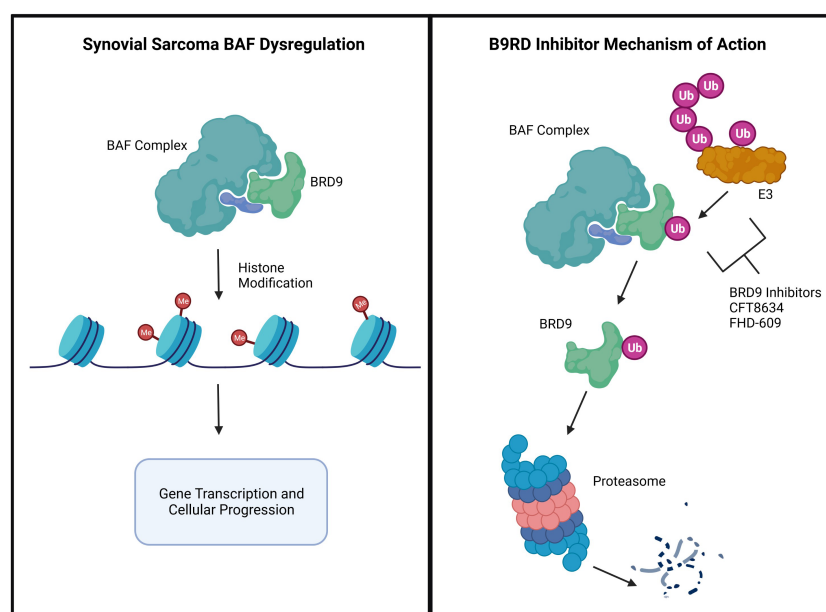 Synovial Sarcoma BAF Dysregulation
BAF Complex
BRD9
Histone
Modification
Me
Me
Me
Me
Gene Transcription and
Cellular Progression
B9RD Inhibitor Mechanism of Action
Ub
Ub
Ub
Ub
Ub
BAF Complex
E3
Ub
BRD9 Inhibitors
CFT8634
FHD-609
BRD9
Ub
Proteasome